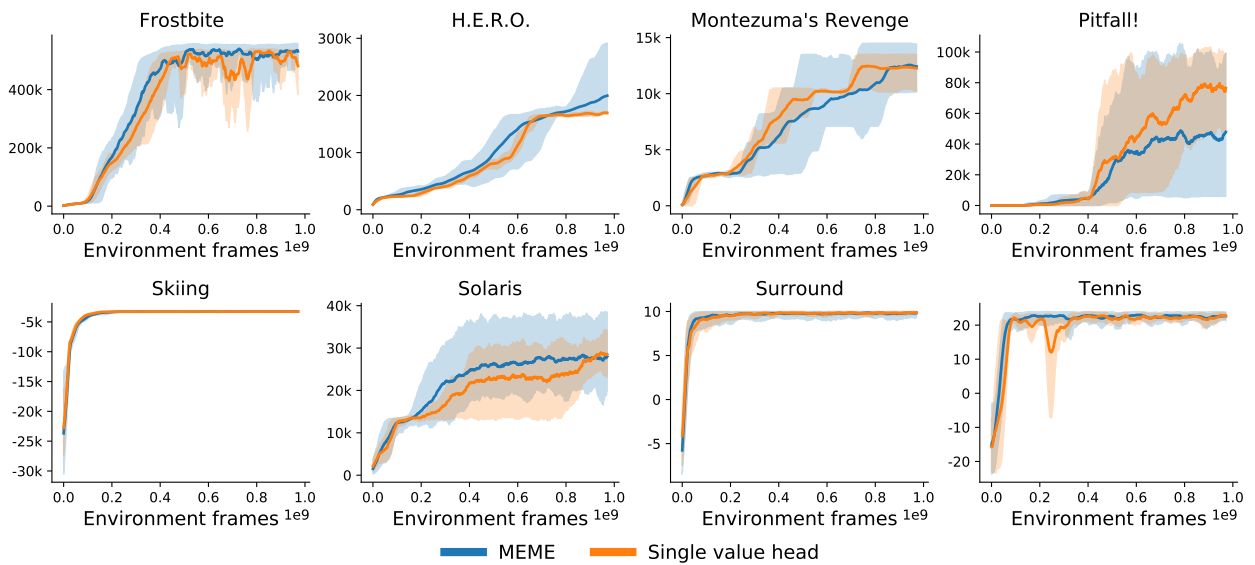 Frostbite
H.E.R.O.
Montezuma's Revenge
Pitfall!
400k
200k
0
0.0 0.2 0.4 0.6 0.8 1.0
Environment frames 1e9
300k
200k
100k
0
0.0 0.2 0.4 0.6 0.8 1.0
Environment frames 1e9
15k
10k
5k
0
0.0 0.2 0.4 0.6 0.8 1.0
Environment frames 1e9
100k
80k
60k
40k
20k
0
0.0 0.2 0.4 0.6 0.8 1.0
Environment frames 1e9
Skiing
Solaris
Surround
Tennis
-5k
-10k
-15k
-20k
-25k
-30k
0.0 0.2 0.4 0.6 0.8 1.0
Environment frames 1e9
40k
30k
20k
10k
0
0.0 0.2 0.4 0.6 0.8 1.0
Environment frames 1e9
10
5
0
-5
0.0 0.2 0.4 0.6 0.8 1.0
Environment frames 1e9
20
10
0
-10
-20
0.0 0.2 0.4 0.6 0.8 1.0
Environment frames 1e9
MEME
Single value head